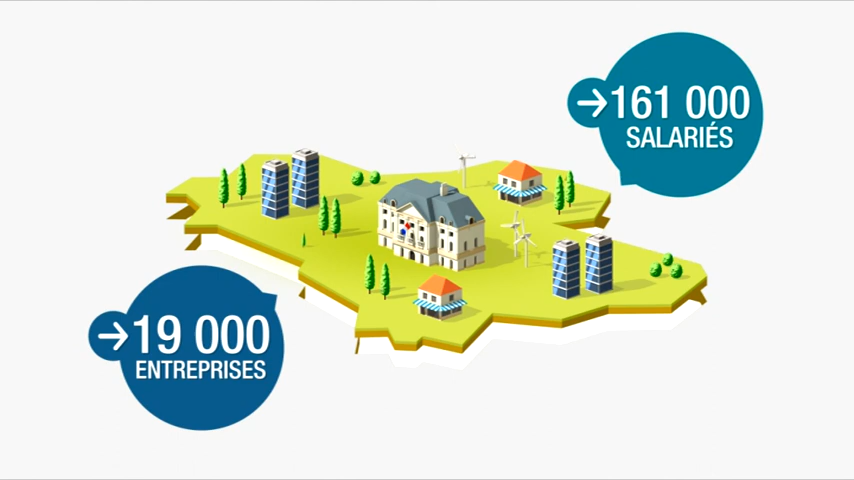 →161 000
SALARIÉS
→19 000
ENTREPRISES